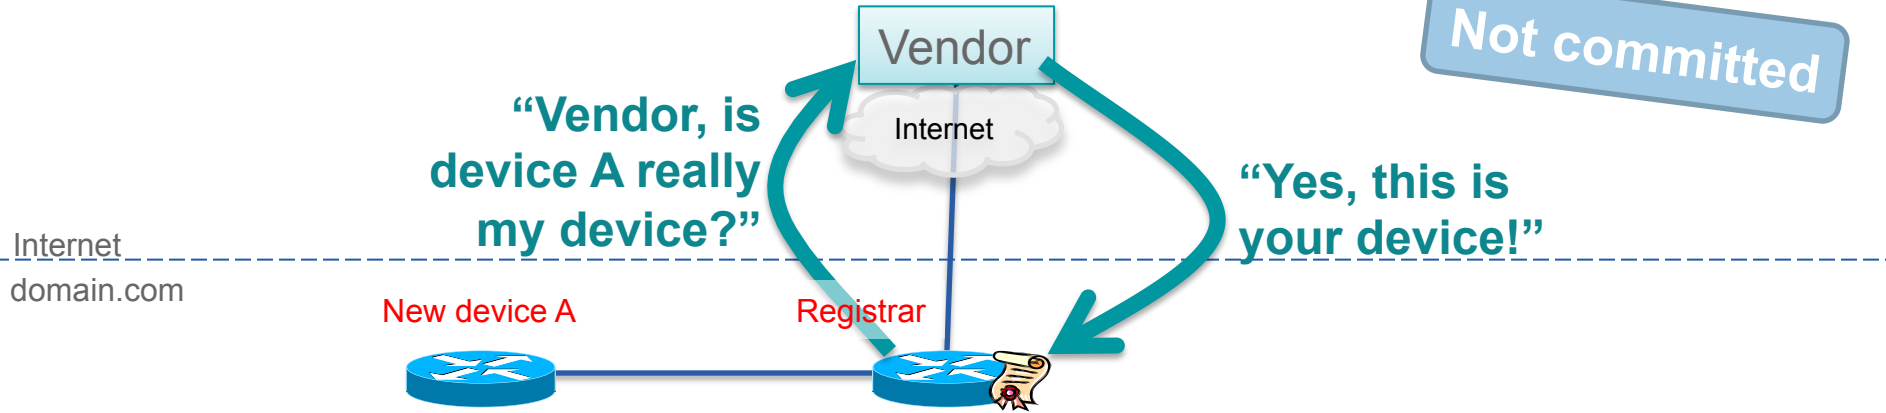 Vendor
Not committed
“Vendor, is
device A really
my device?”
Internet
“Yes, this is
your device!”
Internet
domain.com
New device A
Registrar